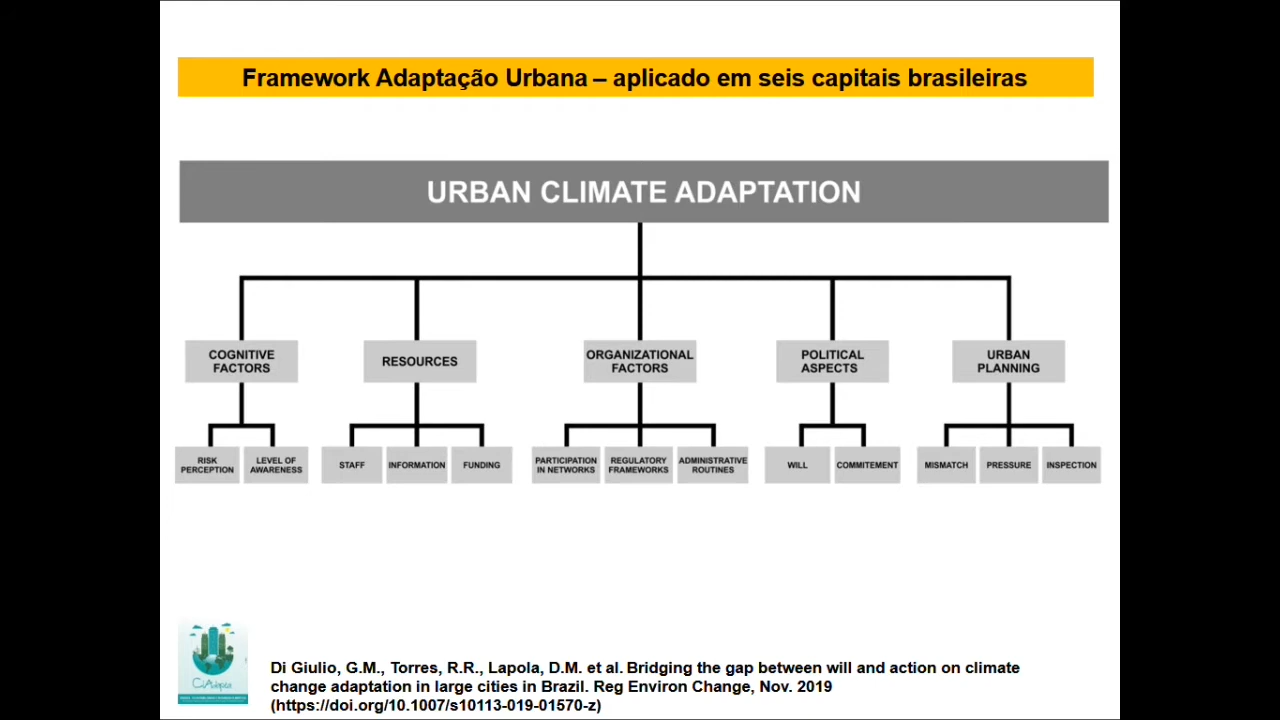 Framework Adaptação Urbana – aplicado em seis capitais brasileiras
URBAN CLIMATE ADAPTATION
COGNITIVE
FACTORS
RESOURCES
ORGANIZATIONAL
FACTORS
POLITICAL
ASPECTS
URBAN
PLANNING
RISK
PERCEPTION
LEVEL OF
AWARENESS
STAFF
INFORMATION
FUNDING
PARTICIPATION
IN NETWORKS
REGULATORY
FRAMEWORKS
ADMINISTRATIVE
ROUTINES
WILL
COMMITEMENT
MISMATCH
PRESSURE
INSPECTION
CiAdapta
Di Giulio, G.M., Torres, R.R., Lapola, D.M. et al. Bridging the gap between will and action on climate
change adaptation in large cities in Brazil. Reg Environ Change, Nov. 2019
(https://doi.org/10.1007/s10113-019-01570-z)